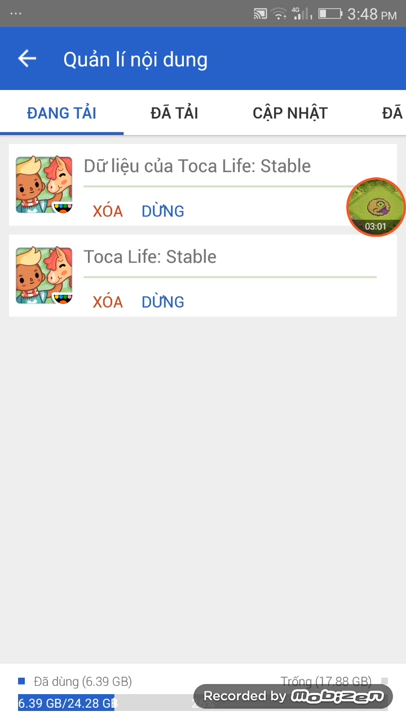 3:48 PM
4G
Quản lí nội dung
ĐANG TẢI ĐÃ TẢI CẬP NHẬT ĐÃ
Dữ liệu của Toca Life: Stable
XÓA DỪNG
03:01
Toca Life: Stable
XÓA DỪNG
Đã dùng (6.39 GB) Trống (17.88 GB)
6.39 GB/24.28 GB
Recorded by mobizen